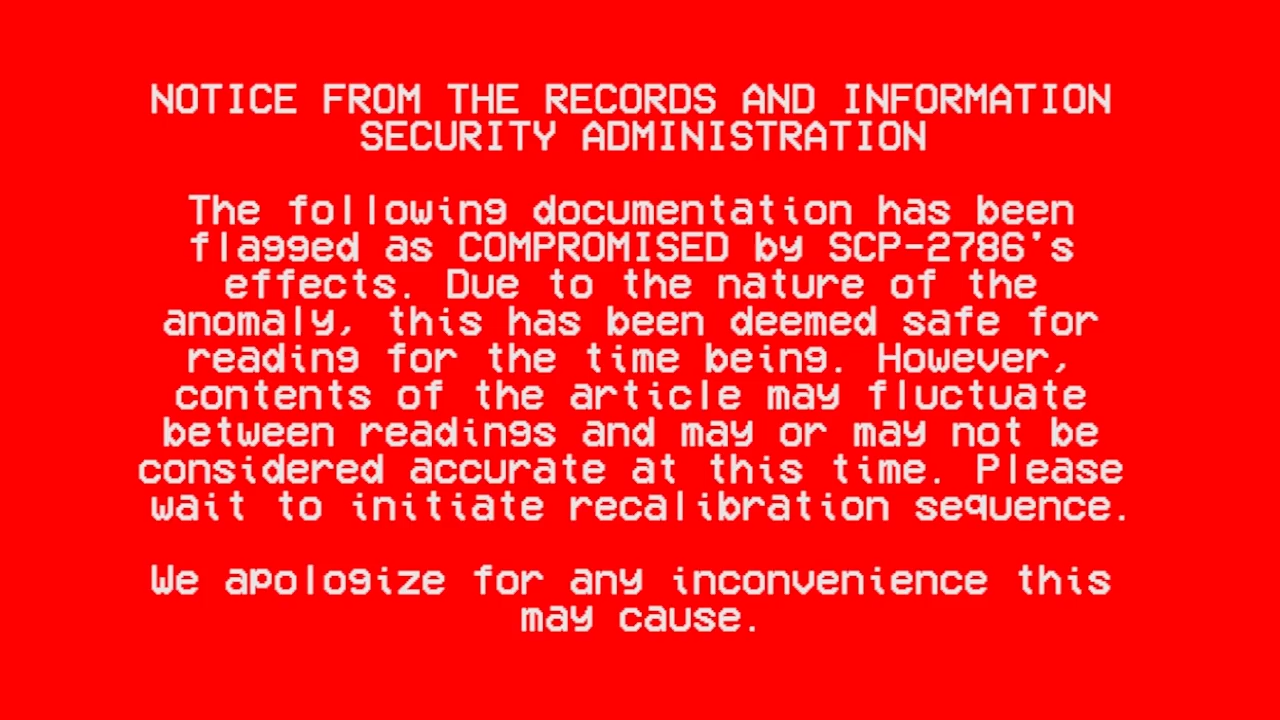 NOTICE FROM THE RECORDS AND INFORMATION
SECURITY ADMINISTRATION
The following documentation has been
flagged as COMPROMISED by SCP-2786's
effects. Due to the nature of the
anomaly, this has been deemed safe for
reading for the time being. However,
contents of the article may fluctuate
between readings and may or may not be
considered accurate at this time. Please
wait to initiate recalibration sequence.
We apologize for any inconvenience this
may cause.